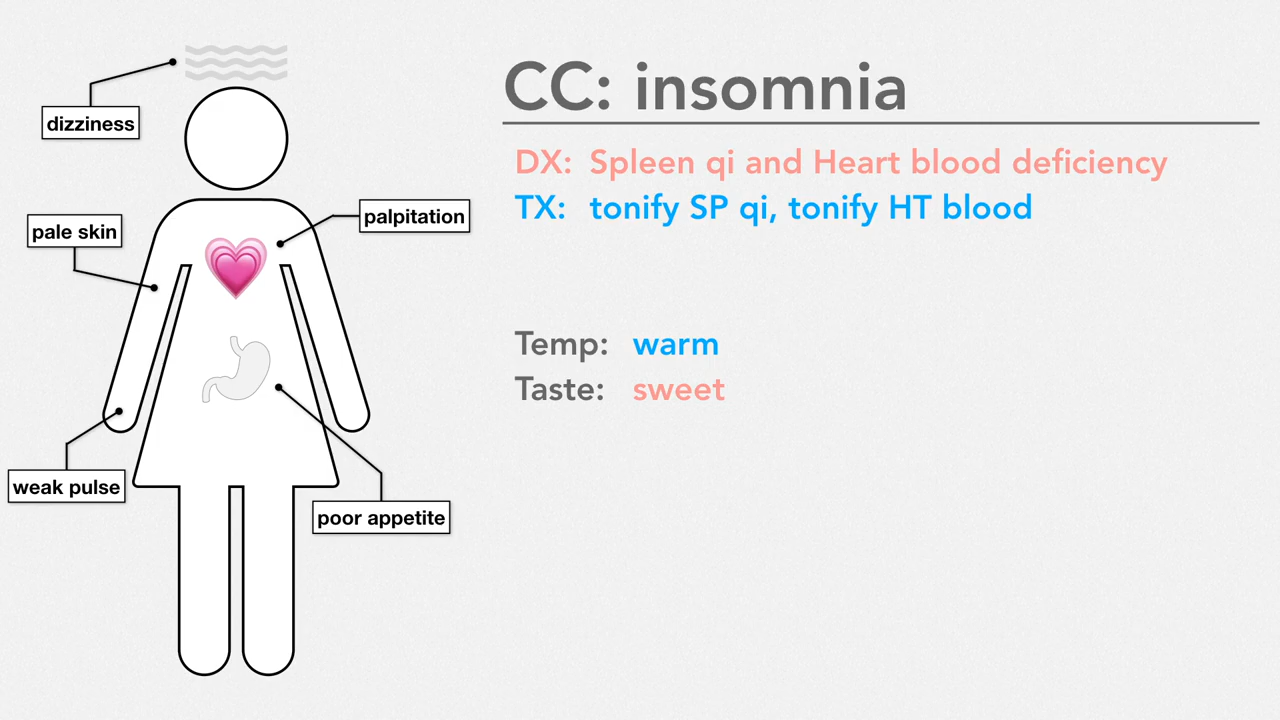 dizziness
pale skin
palpitation
weak pulse
poor appetite
CC: insomnia
DX: Spleen qi and Heart blood deficiency
TX: tonify SP qi, tonify HT blood
Temp: warm
Taste: sweet